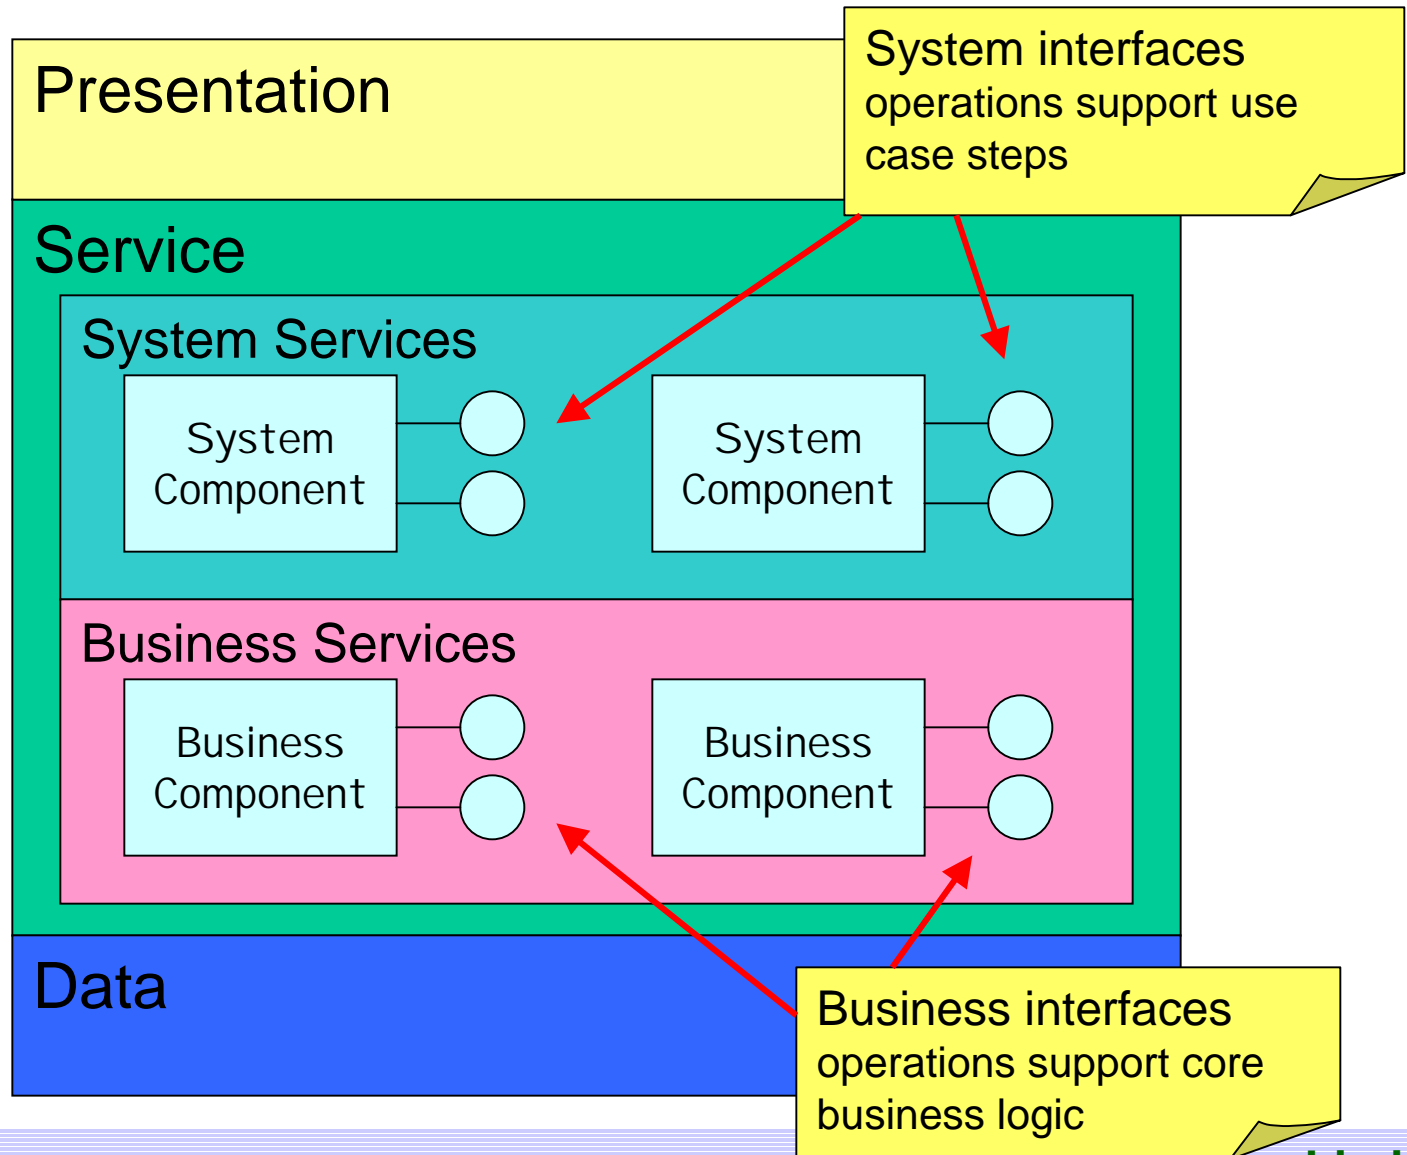 Presentation
System interfaces
operations support use
case steps
Service
System Services
System
Component
System
Component
Business Services
Business
Component
Business
Component
Data
Business interfaces
operations support core
business logic